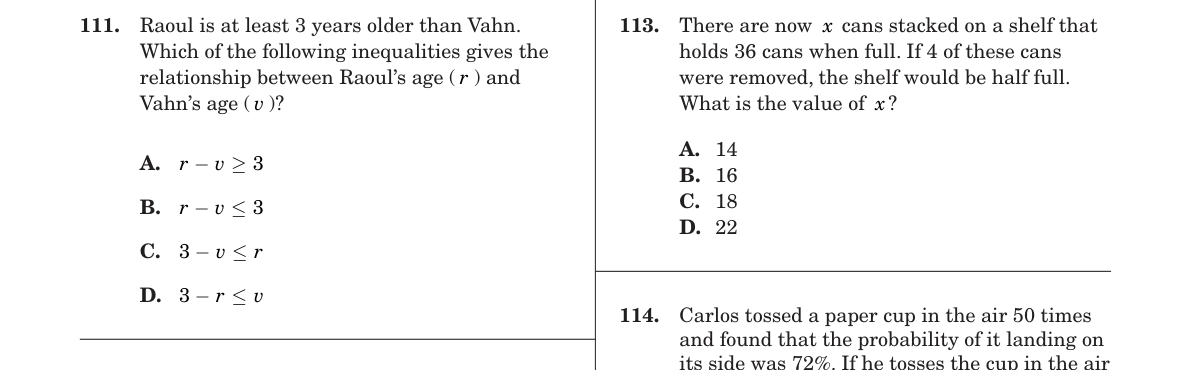 111. Raoul is at least 3 years older than Vahn.
Which of the following inequalities gives the
relationship between Raoul's age ( r ) and
Vahn's age ( v )?
A. r – v ≥ 3
B. r – v ≤ 3
C. 3 – v ≤ r
D. 3 – r ≤ v
113. There are now x cans stacked on a shelf that
holds 36 cans when full. If 4 of these cans
were removed, the shelf would be half full.
What is the value of x?
A. 14
B. 16
C. 18
D. 22
114. Carlos tossed a paper cup in the air 50 times
and found that the probability of it landing on
its side was 72%. If he tosses the cup in the air